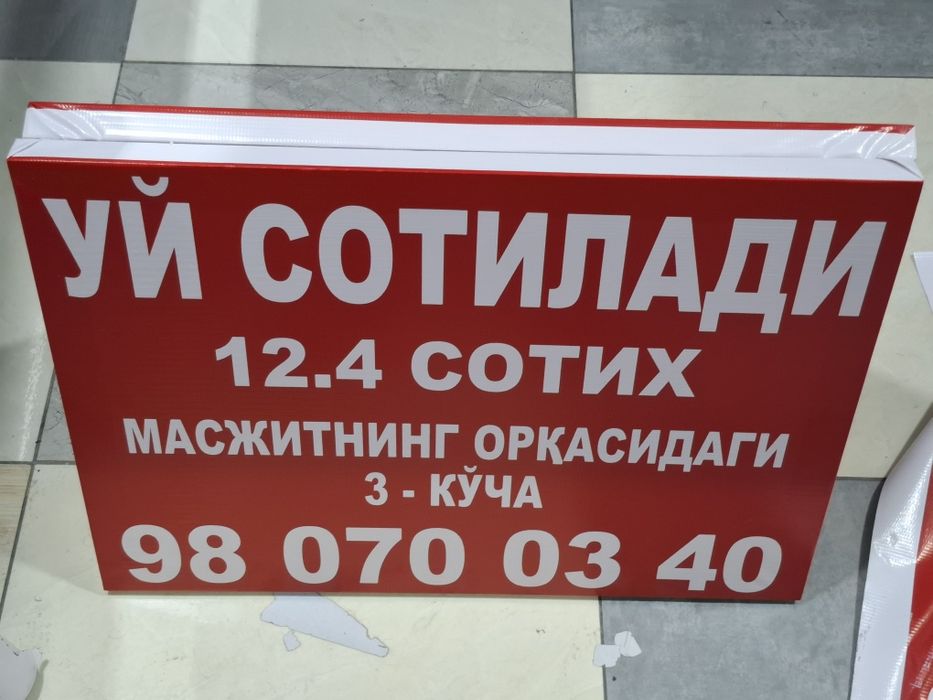 УЙ СОТИЛАДИ
12.4 СОТИХ
МАСЖИТНИНГ ОРҚАСИДАГИ
3 - КЎЧА
98 070 03 40